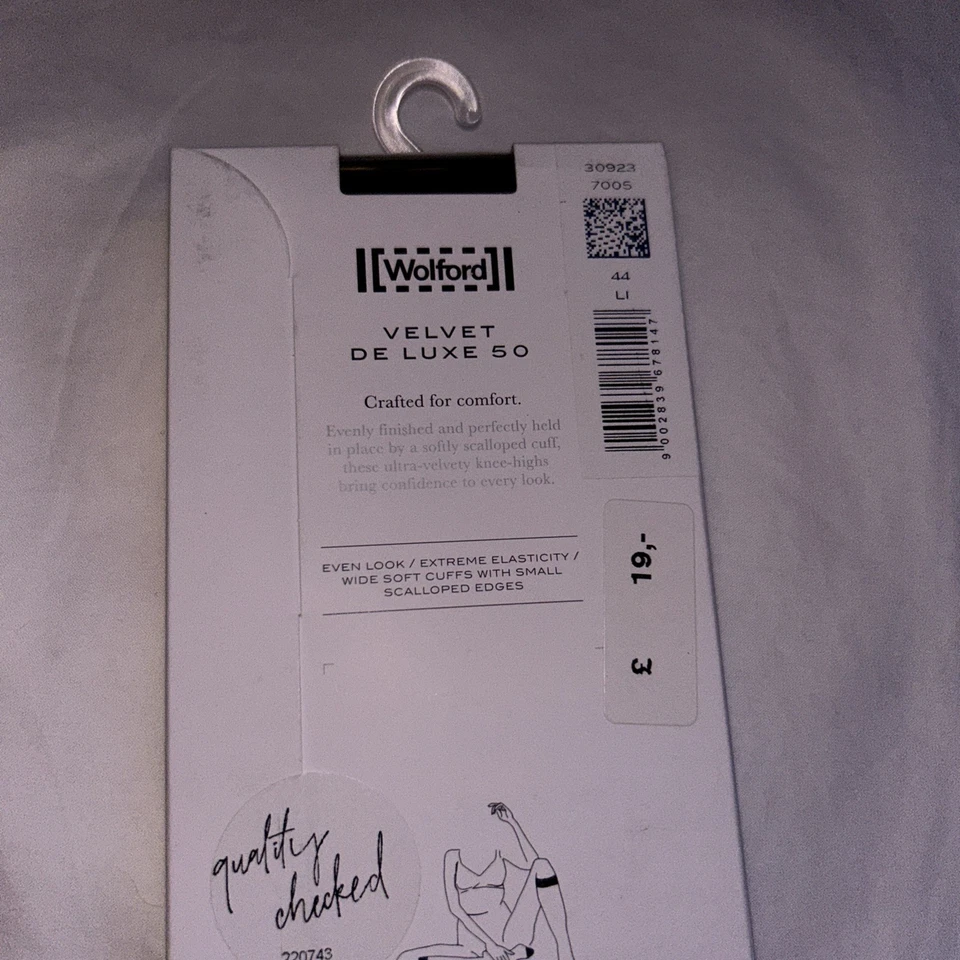 Wolford
VELVET
DE LUXE 50
Crafted for comfort.
Evenly finished and perfectly held
in place by a softly scalloped cuff,
these ultra-velvety knee-highs
bring confidence to every look.
EVEN LOOK / EXTREME ELASTICITY /
WIDE SOFT CUFFS WITH SMALL
SCALLOPED EDGES
30923
7005
44
LI
9 002839 678147
£ 19,-
quality
checked
220743